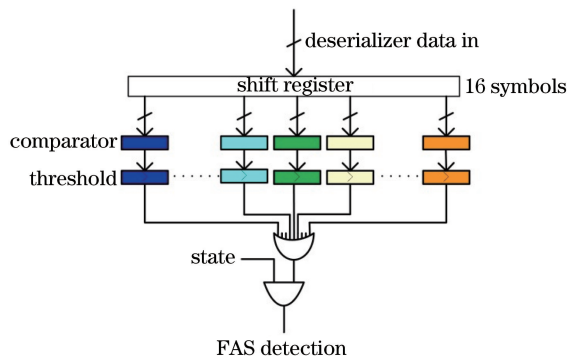 deserializer data in
shift register
16 symbols
comparator
threshold
state
FAS detection